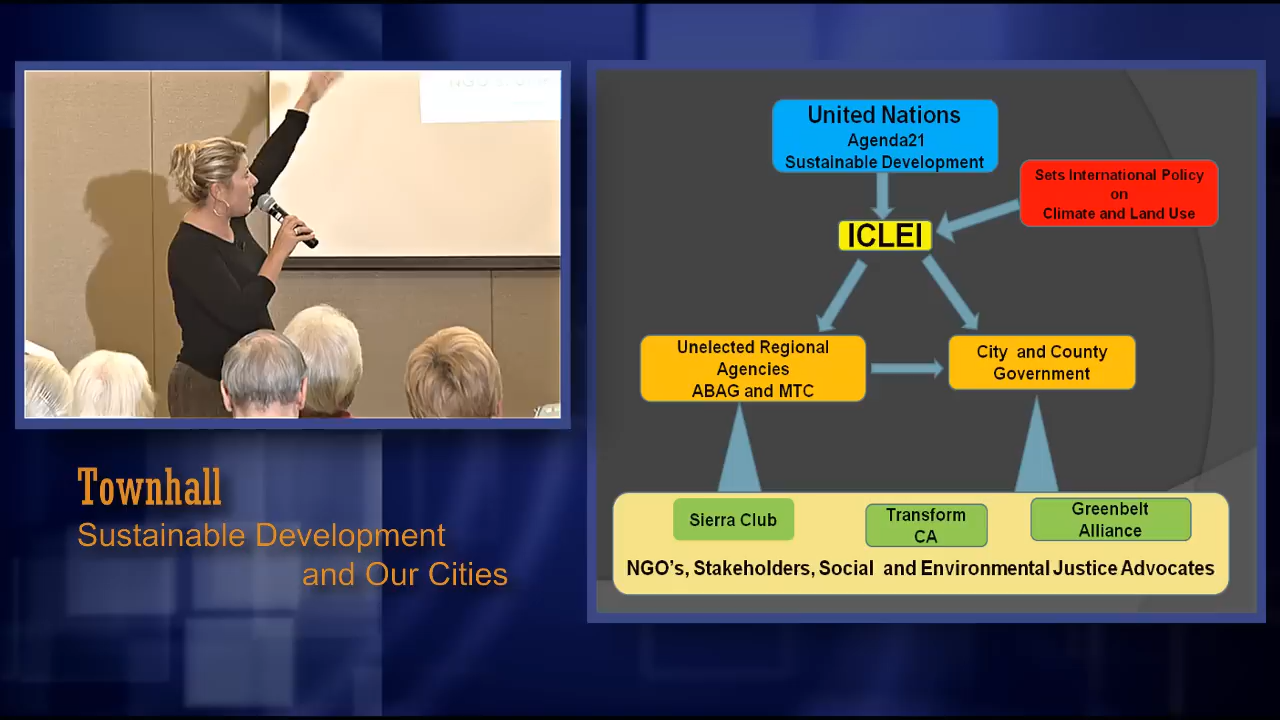 United Nations
Agenda21
Sustainable Development
Sets International Policy
on
Climate and Land Use
ICLEI
Unelected Regional
Agencies
ABAG and MTC
City and County
Government
Sierra Club
Transform
CA
Greenbelt
Alliance
NGO's, Stakeholders, Social and Environmental Justice Advocates
Townhall
Sustainable Development
and Our Cities